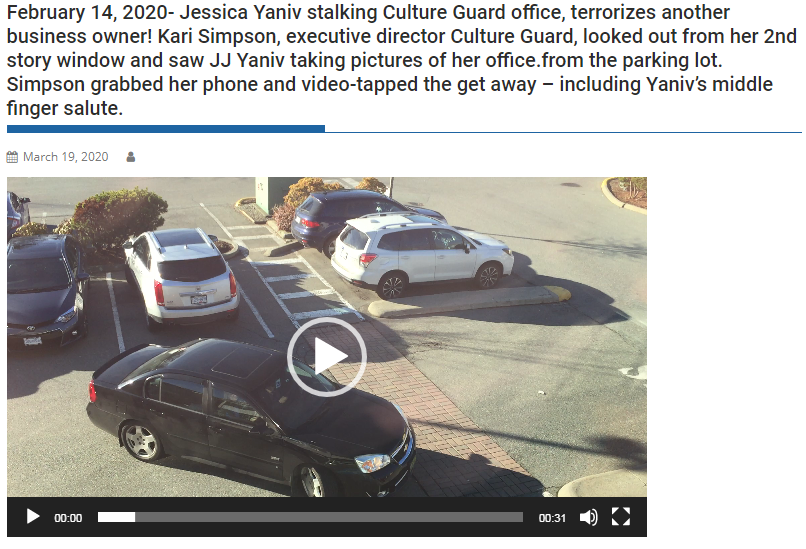 February 14, 2020- Jessica Yaniv stalking Culture Guard office, terrorizes another
business owner! Kari Simpson, executive director Culture Guard, looked out from her 2nd
story window and saw JJ Yaniv taking pictures of her office.from the parking lot.
Simpson grabbed her phone and video-tapped the get away – including Yaniv’s middle
finger salute.
March 19, 2020
00:00
00:31